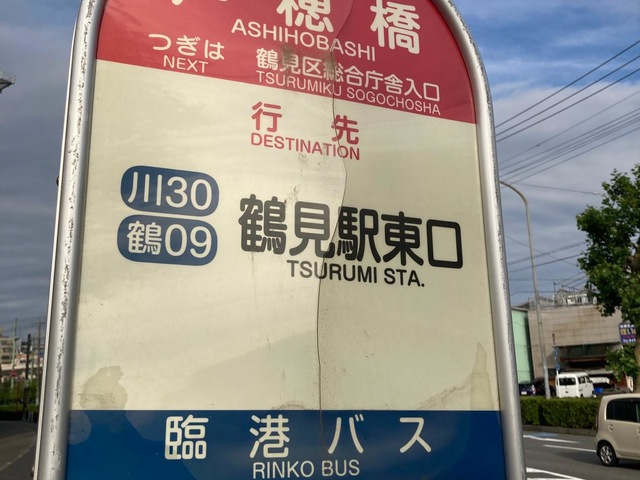 穂橋
ASHIHOBASHI
つぎは 鶴見区総合庁舎入口
NEXT TSURUMIKU SOGOCHOSHA
行先
DESTINATION
川30
鶴09
鶴見駅東口
TSURUMI STA.
臨港バス
RINKO BUS